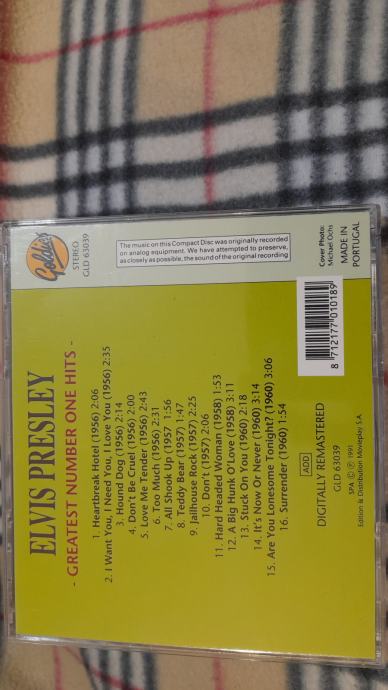 ELVIS PRESLEY
- GREATEST NUMBER ONE HITS -
1. Heartbreak Hotel (1956) 2:06
2. I Want You, I Need You, I Love You (1956) 2:35
3. Hound Dog (1956) 2:14
4. Don't Be Cruel (1956) 2:00
5. Love Me Tender (1956) 2:43
6. Too Much (1956) 2:31
7. All Shook Up (1957) 1:56
8. Teddy Bear (1957) 1:47
9. Jailhouse Rock (1957) 2:25
10. Don't (1957) 2:06
11. Hard Headed Woman (1958) 1:53
12. A Big Hunk O'Love (1958) 3:11
13. Stuck On You (1960) 2:18
14. It's Now Or Never (1960) 3:14
15. Are You Lonesome Tonight? (1960) 3:06
16. Surrender (1960) 1:54
ADD
DIGITALLY REMASTERED
GLD 63039
SPA © ℗ 1991
Edition & Distribution Moviepay S.A.
Goldies
STEREO
GLD 63039
The music on this Compact Disc was originally recorded
on analog equipment. We have attempted to preserve,
as closely as possible, the sound of the original recording
Cover Photo:
Michael Ochs
MADE IN
PORTUGAL
8 712177 010189